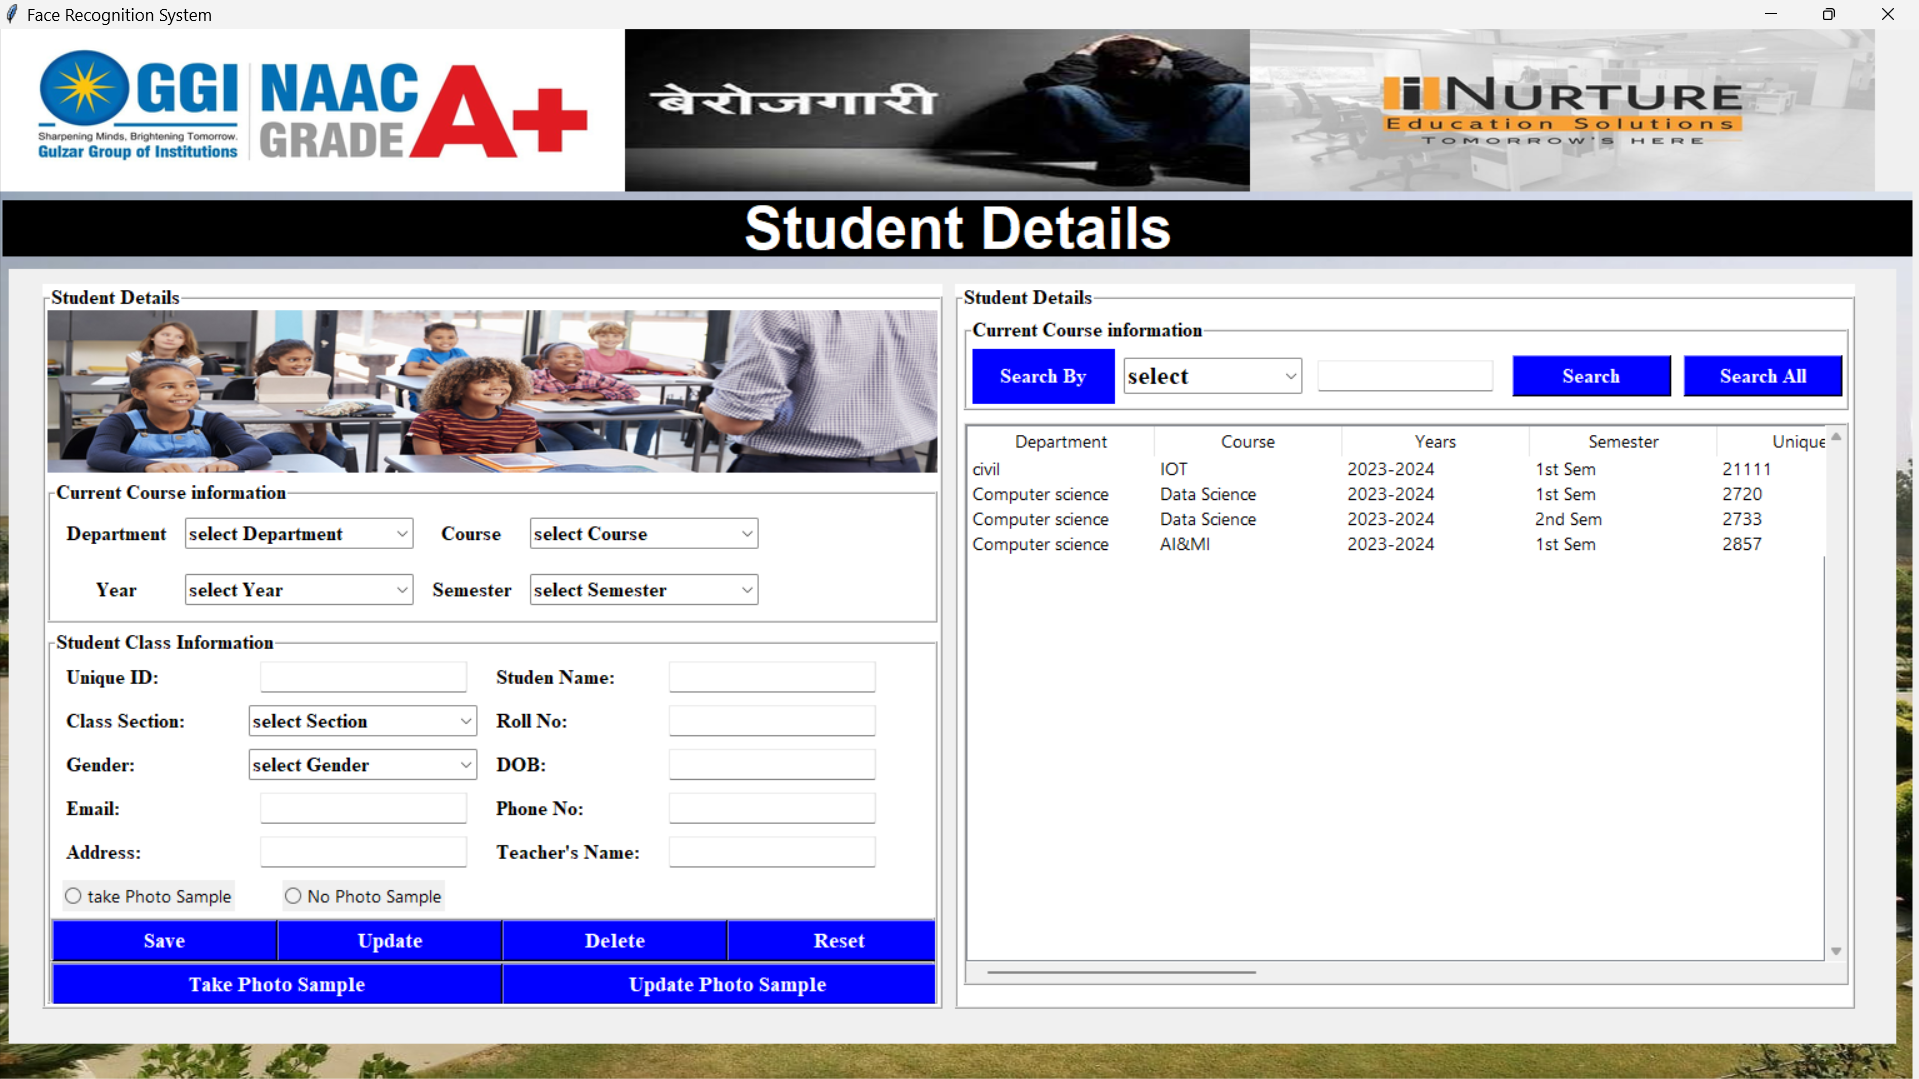 Face Recognition System
GGI NAAC GRADE A+
Sharpening Minds, Brightening Tomorrow.
Gulzar Group of Institutions
बेरोजगारी
NURTURE
Education Solutions
TOMORROW'S HERE
Student Details
Student Details
Current Course information
Department select Department Course select Course
Year select Year Semester select Semester
Student Class Information
Unique ID: Studen Name:
Class Section: select Section Roll No:
Gender: select Gender DOB:
Email: Phone No:
Address: Teacher's Name:
take Photo Sample No Photo Sample
Save Update Delete Reset
Take Photo Sample Update Photo Sample
Student Details
Current Course information
Search By select Search Search All
Department Course Years Semester Unique
civil IOT 2023-2024 1st Sem 21111
Computer science Data Science 2023-2024 1st Sem 2720
Computer science Data Science 2023-2024 2nd Sem 2733
Computer science AI&MI 2023-2024 1st Sem 2857